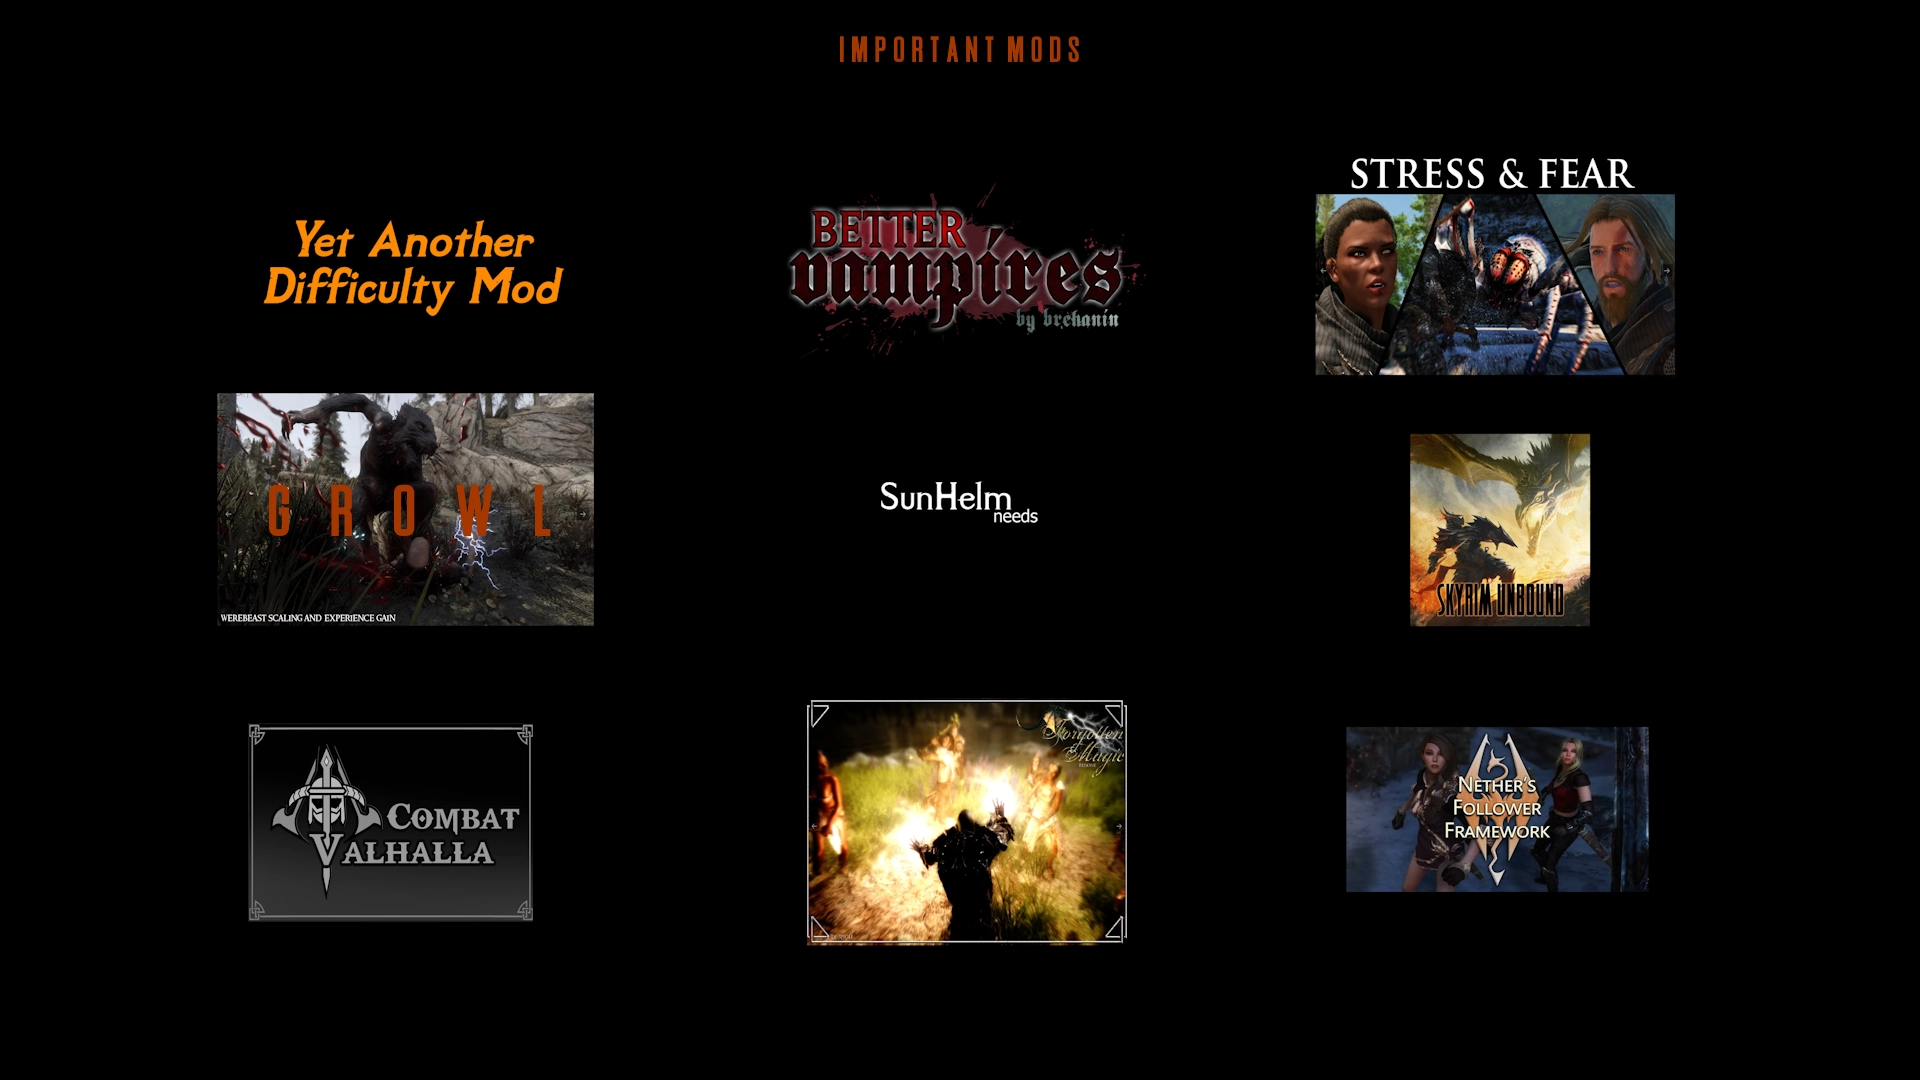 IMPORTANT MODS
Yet Another
Difficulty Mod
BETTER
vampires
by brehanin
STRESS & FEAR
GROWL
WEREBEAST SCALING AND EXPERIENCE GAIN
SunHelm
needs
SKYRIM UNBOUND
COMBAT
VALHALLA
Forgotten
Magic
NETHER'S
FOLLOWER
FRAMEWORK